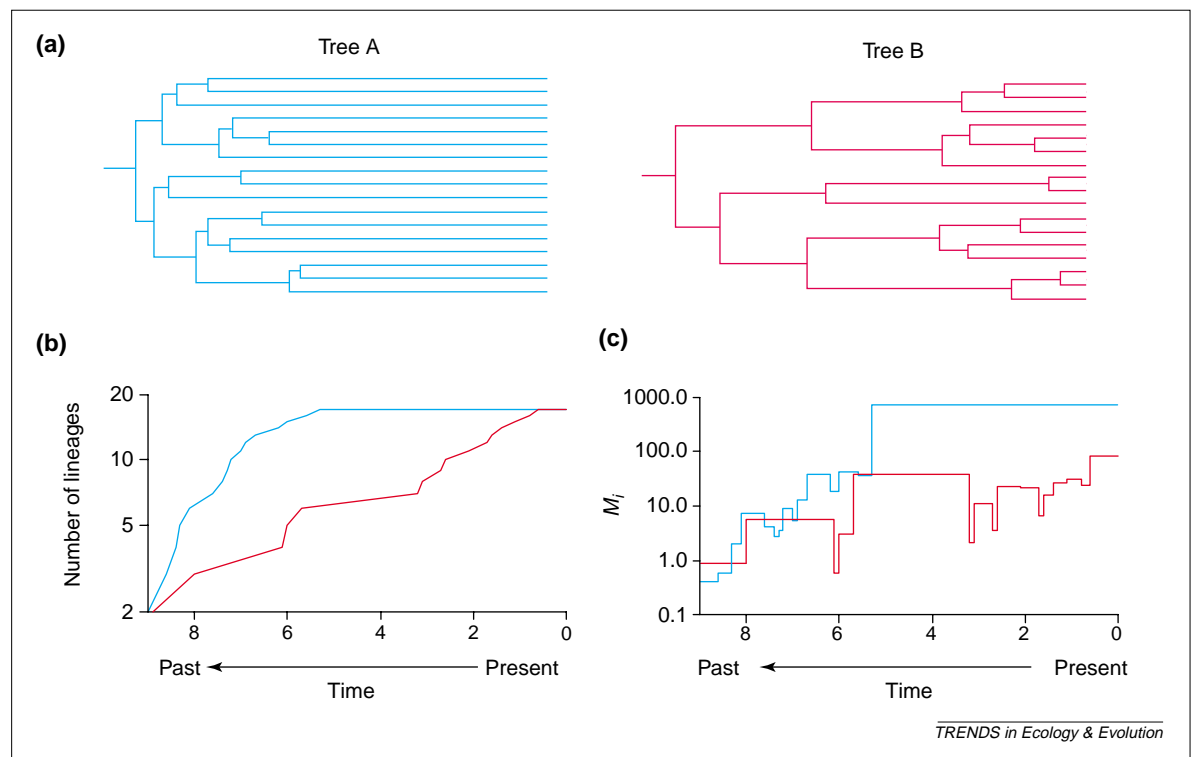 (a)
Tree A
Tree B
(b)
Number of lineages
20
10
5
2
8
6
4
2
0
Past
Present
Time
(c)
Mi
1000.0
100.0
10.0
1.0
0.1
8
6
4
2
0
Past
Present
Time
TRENDS in Ecology & Evolution